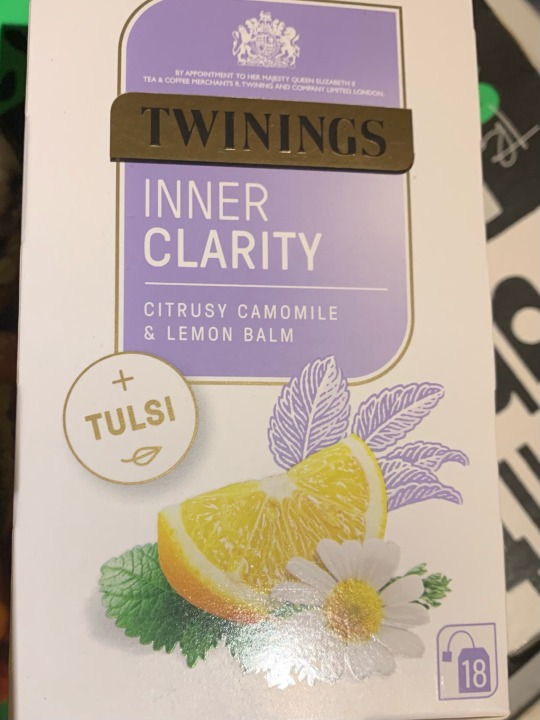 BY APPOINTMENT TO HER MAJESTY QUEEN ELIZABETH II
TEA & COFFEE MERCHANTS R. TWINING AND COMPANY LIMITED LONDON.
TWININGS
INNER
CLARITY
CITRUSY CAMOMILE
& LEMON BALM
+
TULSI
18